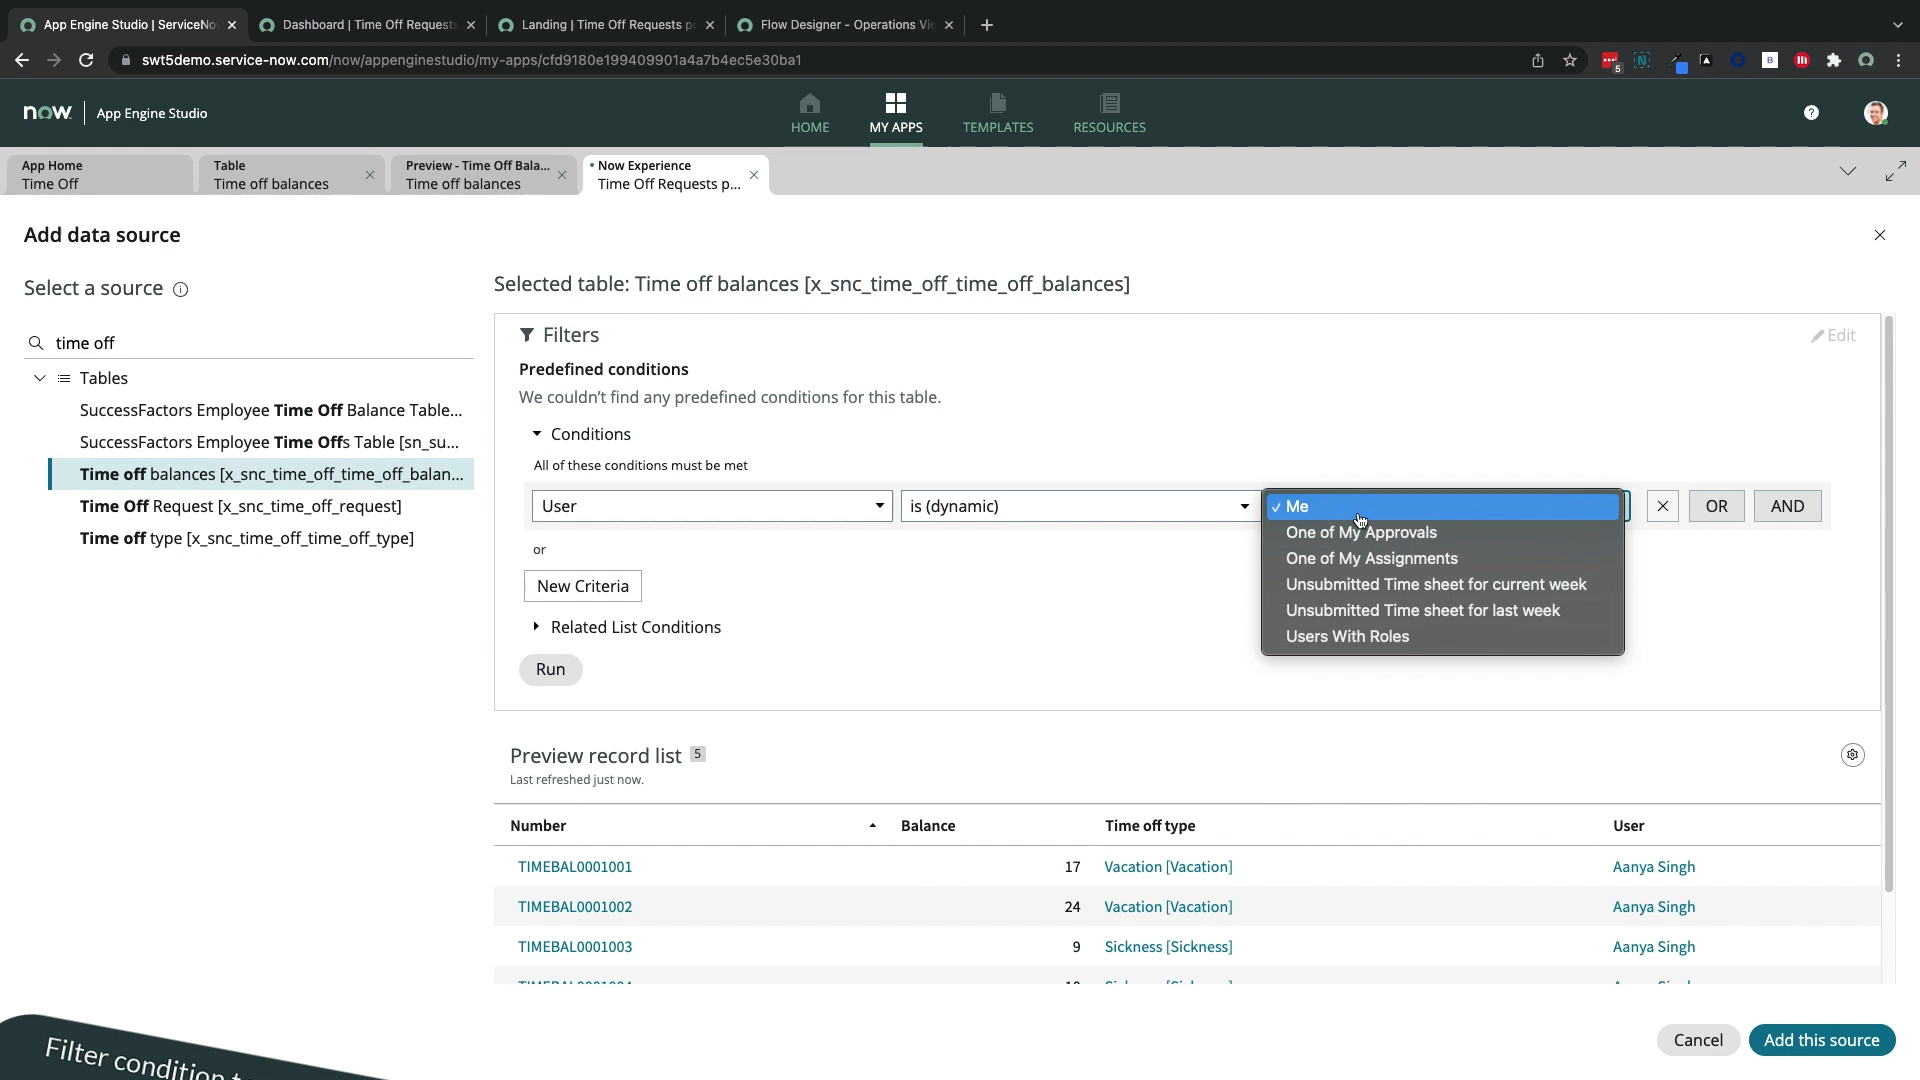 App Engine Studio | ServiceNo
Dashboard | Time Off Requests
Landing | Time Off Requests po
Flow Designer - Operations Vie
swt5demo.service-now.com/now/appenginestudio/my-apps/cfd9180e199409901a4a7b4ec5e30ba1
5
now
App Engine Studio
HOME
MY APPS
TEMPLATES
RESOURCES
App Home
Time Off
Table
Time off balances
Preview - Time Off Bala...
Time off balances
Now Experience
Time Off Requests p...
Add data source
Select a source
time off
Tables
SuccessFactors Employee Time Off Balance Table...
SuccessFactors Employee Time Offs Table [sn_su...
Time off balances [x_snc_time_off_time_off_balan...
Time Off Request [x_snc_time_off_request]
Time off type [x_snc_time_off_time_off_type]
Selected table: Time off balances [x_snc_time_off_time_off_balances]
Filters
Edit
Predefined conditions
We couldn't find any predefined conditions for this table.
Conditions
All of these conditions must be met
User
is (dynamic)
Me
One of My Approvals
One of My Assignments
Unsubmitted Time sheet for current week
Unsubmitted Time sheet for last week
Users With Roles
OR
AND
or
New Criteria
Related List Conditions
Run
Preview record list 5
Last refreshed just now.
Number Balance Time off type User
TIMEBAL0001001 17 Vacation [Vacation] Aanya Singh
TIMEBAL0001002 24 Vacation [Vacation] Aanya Singh
TIMEBAL0001003 9 Sickness [Sickness] Aanya Singh
Cancel
Add this source
Filter condition